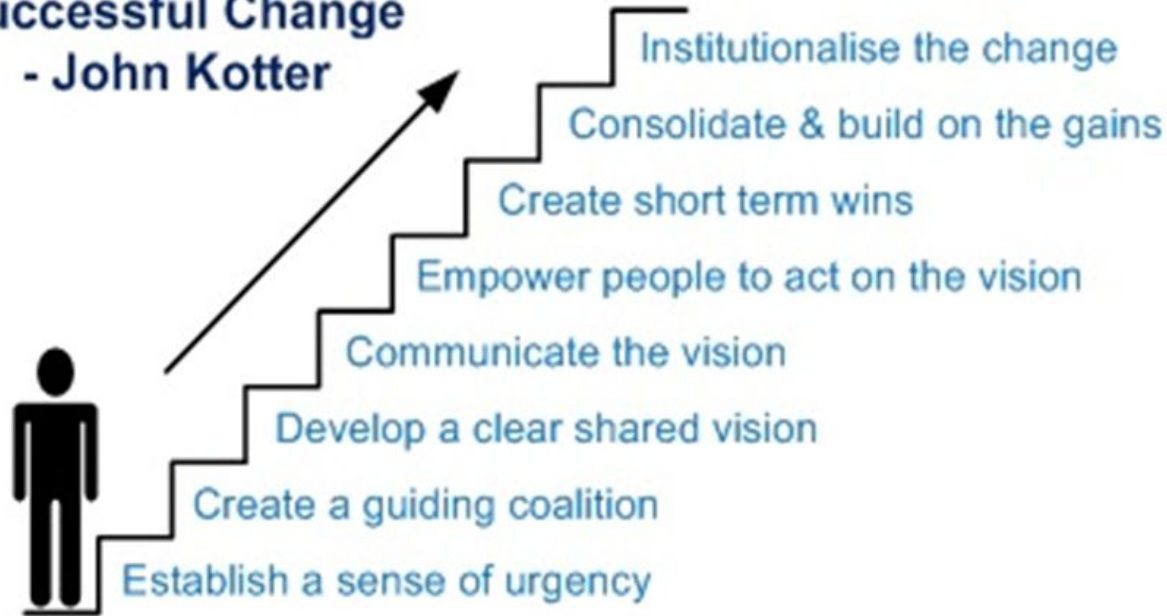 uccessful Change
- John Kotter
Institutionalise the change
Consolidate & build on the gains
Create short term wins
Empower people to act on the vision
Communicate the vision
Develop a clear shared vision
Create a guiding coalition
Establish a sense of urgency